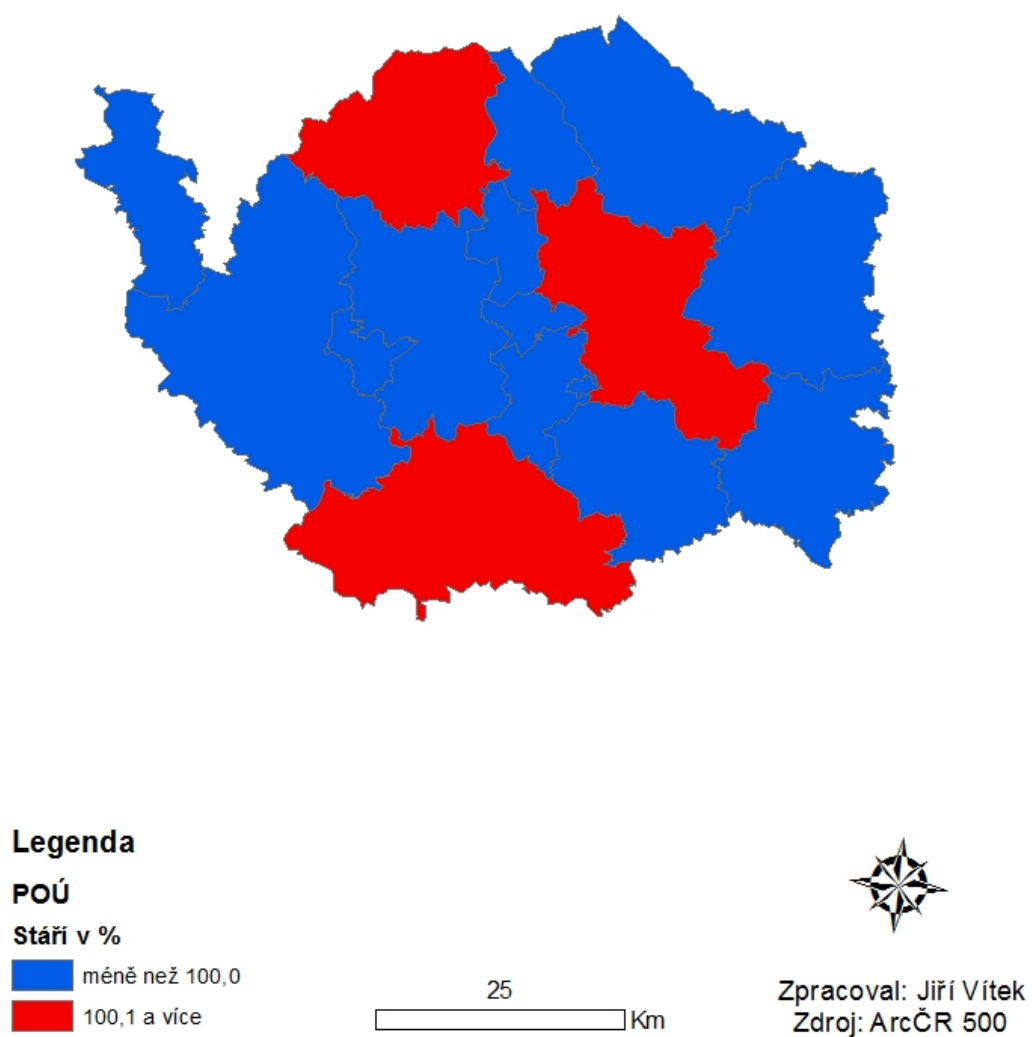 Legenda
POÚ
Stáří v %
méně než 100,0
100,1 a více
25
Km
Zpracoval: Jiří Vítek
Zdroj: ArcČR 500